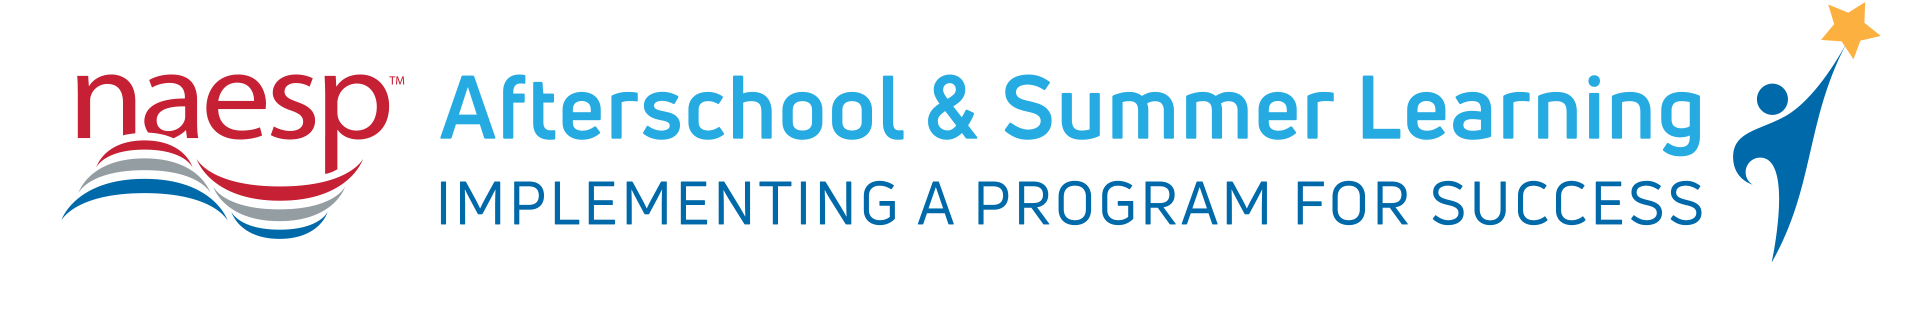 naesp™
Afterschool & Summer Learning
IMPLEMENTING A PROGRAM FOR SUCCESS